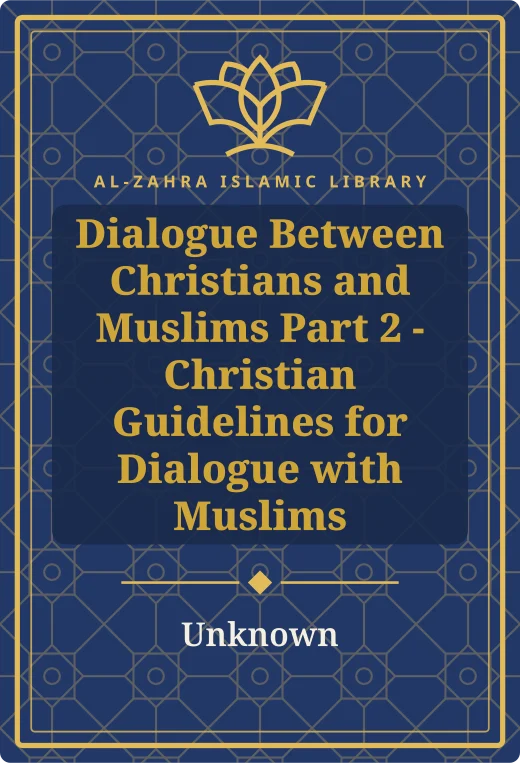 AL-ZAHRA ISLAMIC LIBRARY
Dialogue Between
Christians and
Muslims Part 2 -
Christian
Guidelines for
Dialogue with
Muslims
Unknown